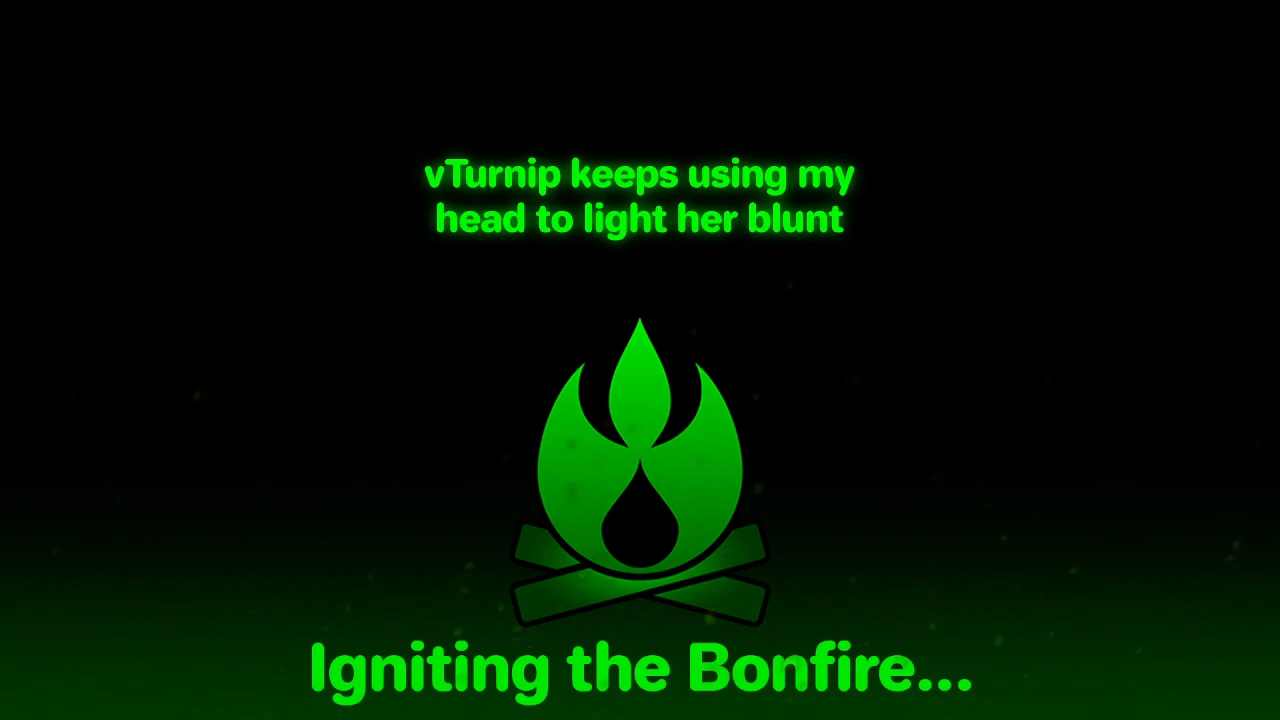 vTurnip keeps using my
head to light her blunt
Igniting the Bonfire...